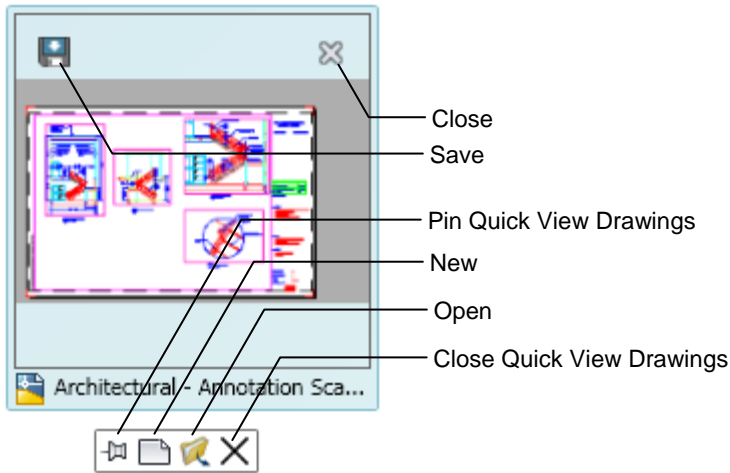 Close
Save
Pin Quick View Drawings
New
Open
Close Quick View Drawings
Architectural - Annotation Sca...